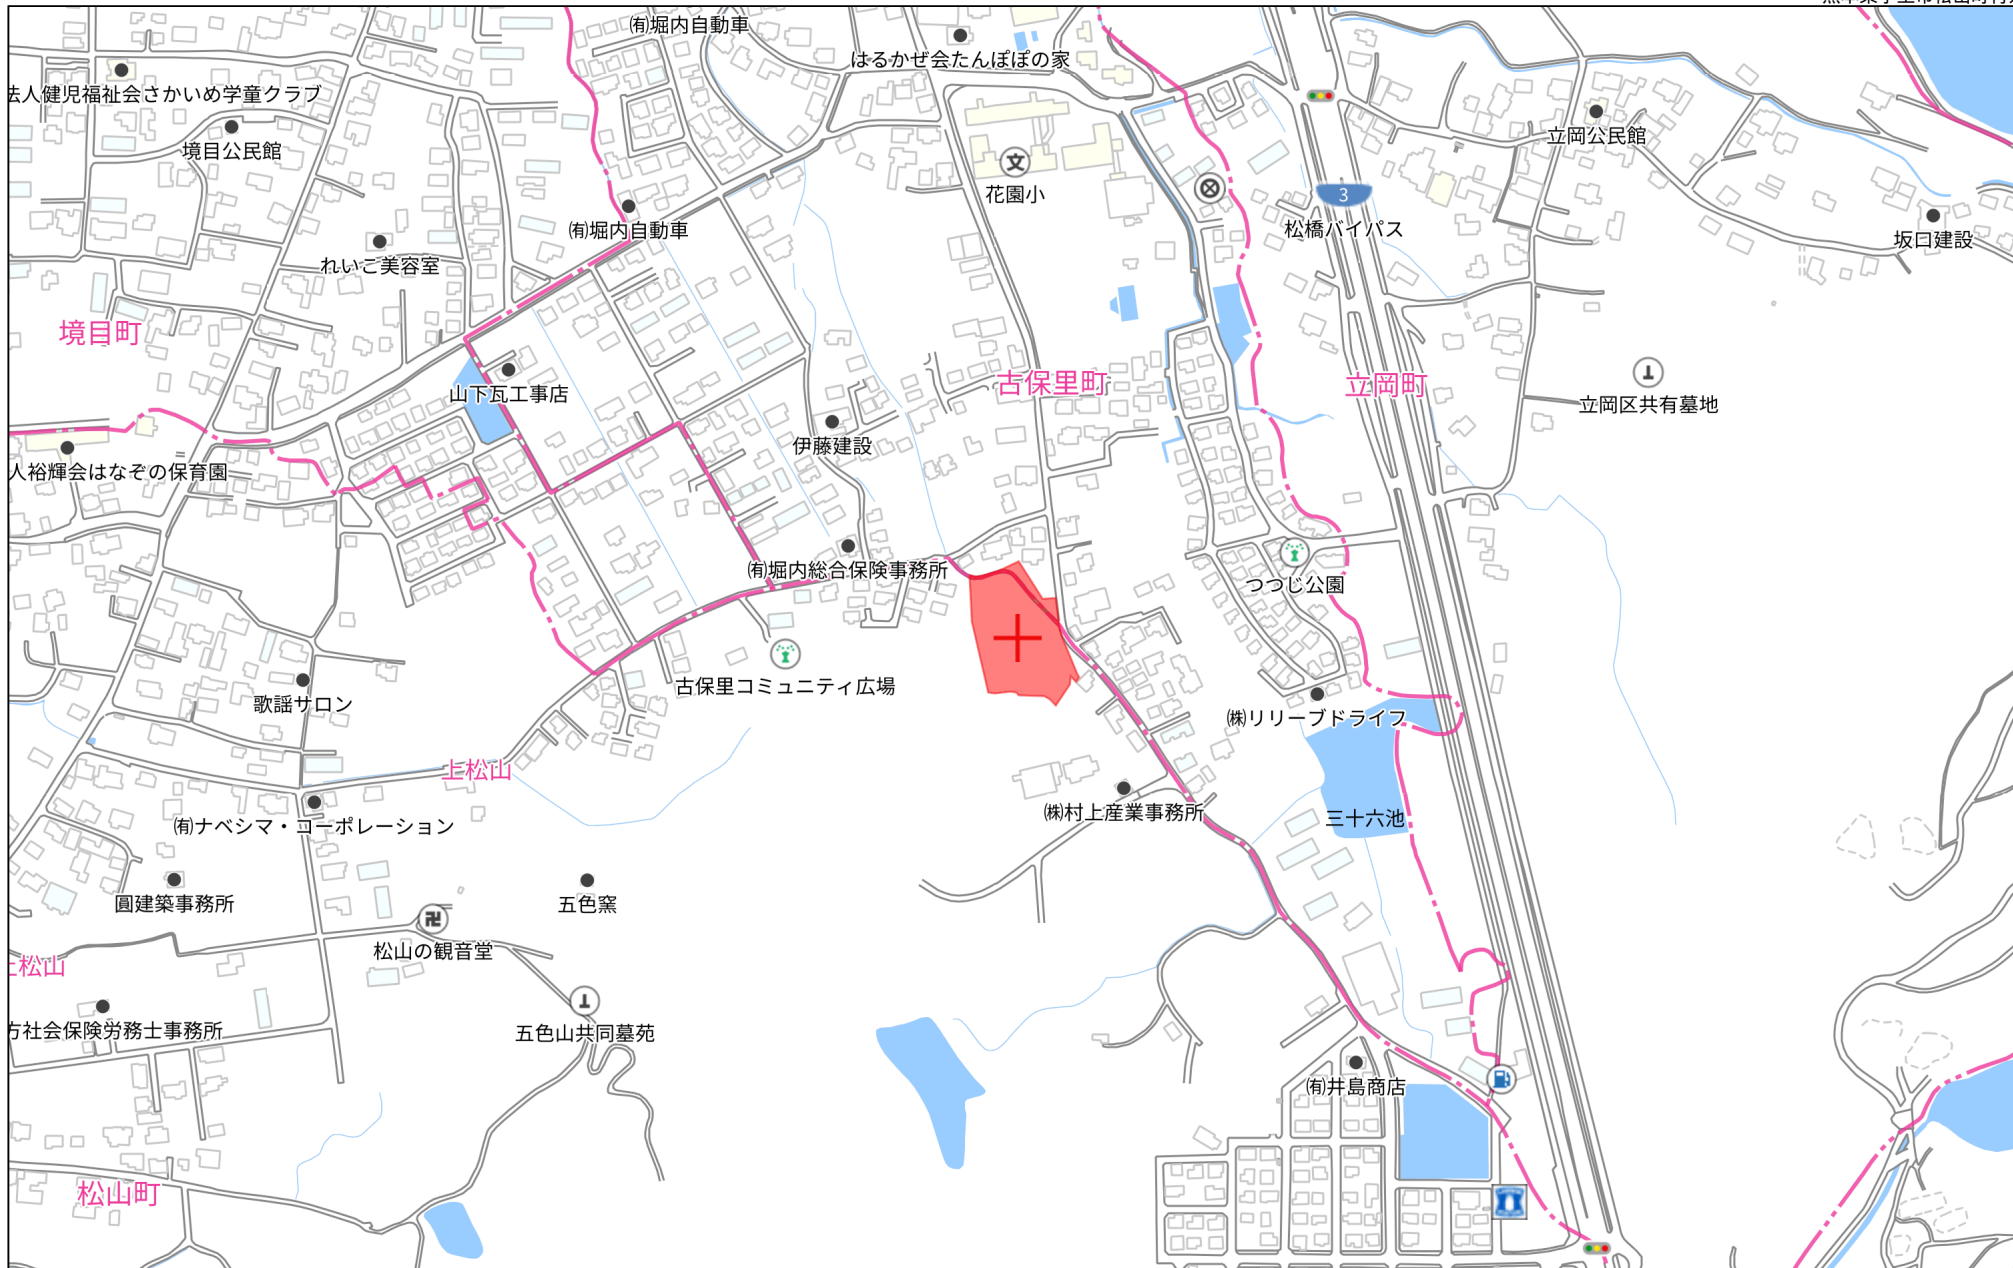 ㈲堀内自動車
はるかぜ会たんぽぽの家
法人健児福祉会さかいめ学童クラブ
境目公民館
立岡公民館
文
花園小
3
松橋バイパス
坂口建設
㈲堀内自動車
れいこ美容室
境目町
山下瓦工事店
古保里町
立岡町
立岡区共有墓地
伊藤建設
人裕輝会はなぞの保育園
㈲堀内総合保険事務所
つつじ公園
古保里コミュニティ広場
歌謡サロン
㈱リリーブドライフ
上松山
㈱村上産業事務所
三十六池
㈲ナベシマ・コーポレーション
圓建築事務所
五色窯
卍
松山の観音堂
上松山
方社会保険労務士事務所
五色山共同墓苑
㈲井島商店
松山町